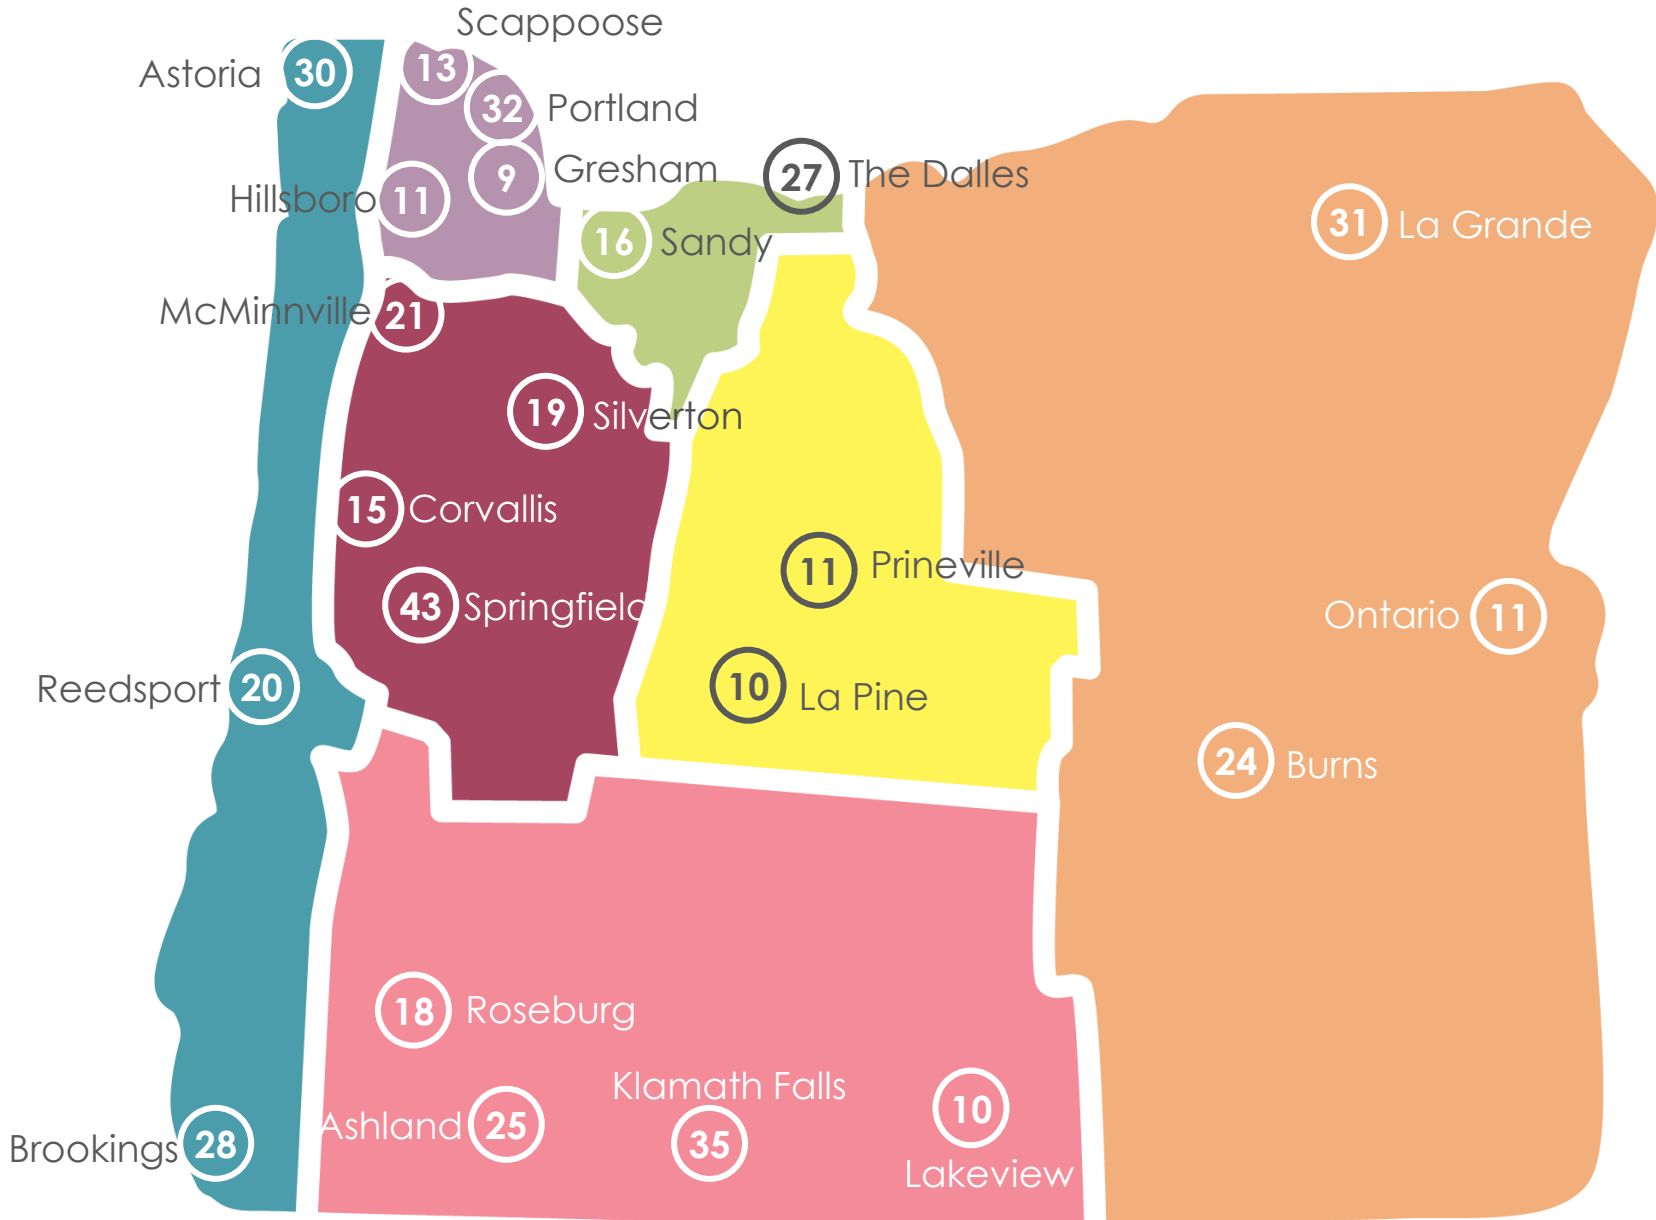 Scappoose
Astoria 30
13
32 Portland
Hillsboro 11
9 Gresham
27 The Dalles
16 Sandy
31 La Grande
McMinnville 21
19 Silverton
15 Corvallis
43 Springfield
11 Prineville
Ontario 11
Reedsport 20
10 La Pine
24 Burns
18 Roseburg
Klamath Falls
Ashland 25
35
10
Lakeview
Brookings 28